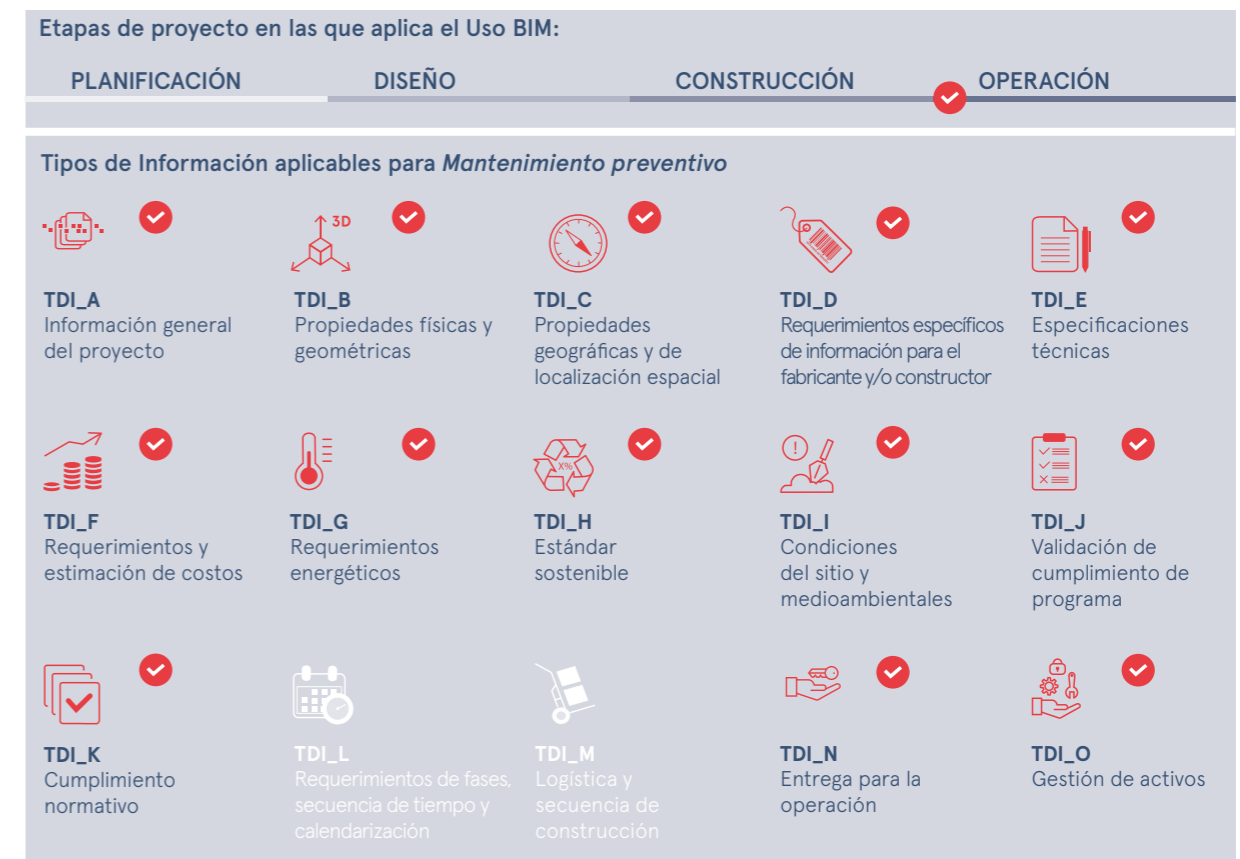 Etapas de proyecto en las que aplica el Uso BIM:
PLANIFICACIÓN DISEÑO CONSTRUCCIÓN OPERACIÓN
Tipos de Información aplicables para Mantenimiento preventivo
3D
TDI_A
Información general
del proyecto
TDI_B
Propiedades físicas y
geométricas
TDI_C
Propiedades
geográficas y de
localización espacial
TDI_D
Requerimientos específicos
de información para el
fabricante y/o constructor
TDI_E
Especificaciones
técnicas
TDI_F
Requerimientos y
estimación de costos
TDI_G
Requerimientos
energéticos
X%
TDI_H
Estándar
sostenible
TDI_I
Condiciones
del sitio y
medioambientales
TDI_J
Validación de
cumplimiento de
programa
TDI_K
Cumplimiento
normativo
TDI_L
Requerimientos de fases,
secuencia de tiempo y
calendarización
TDI_M
Logística y
secuencia de
construcción
TDI_N
Entrega para la
operación
TDI_O
Gestión de activos